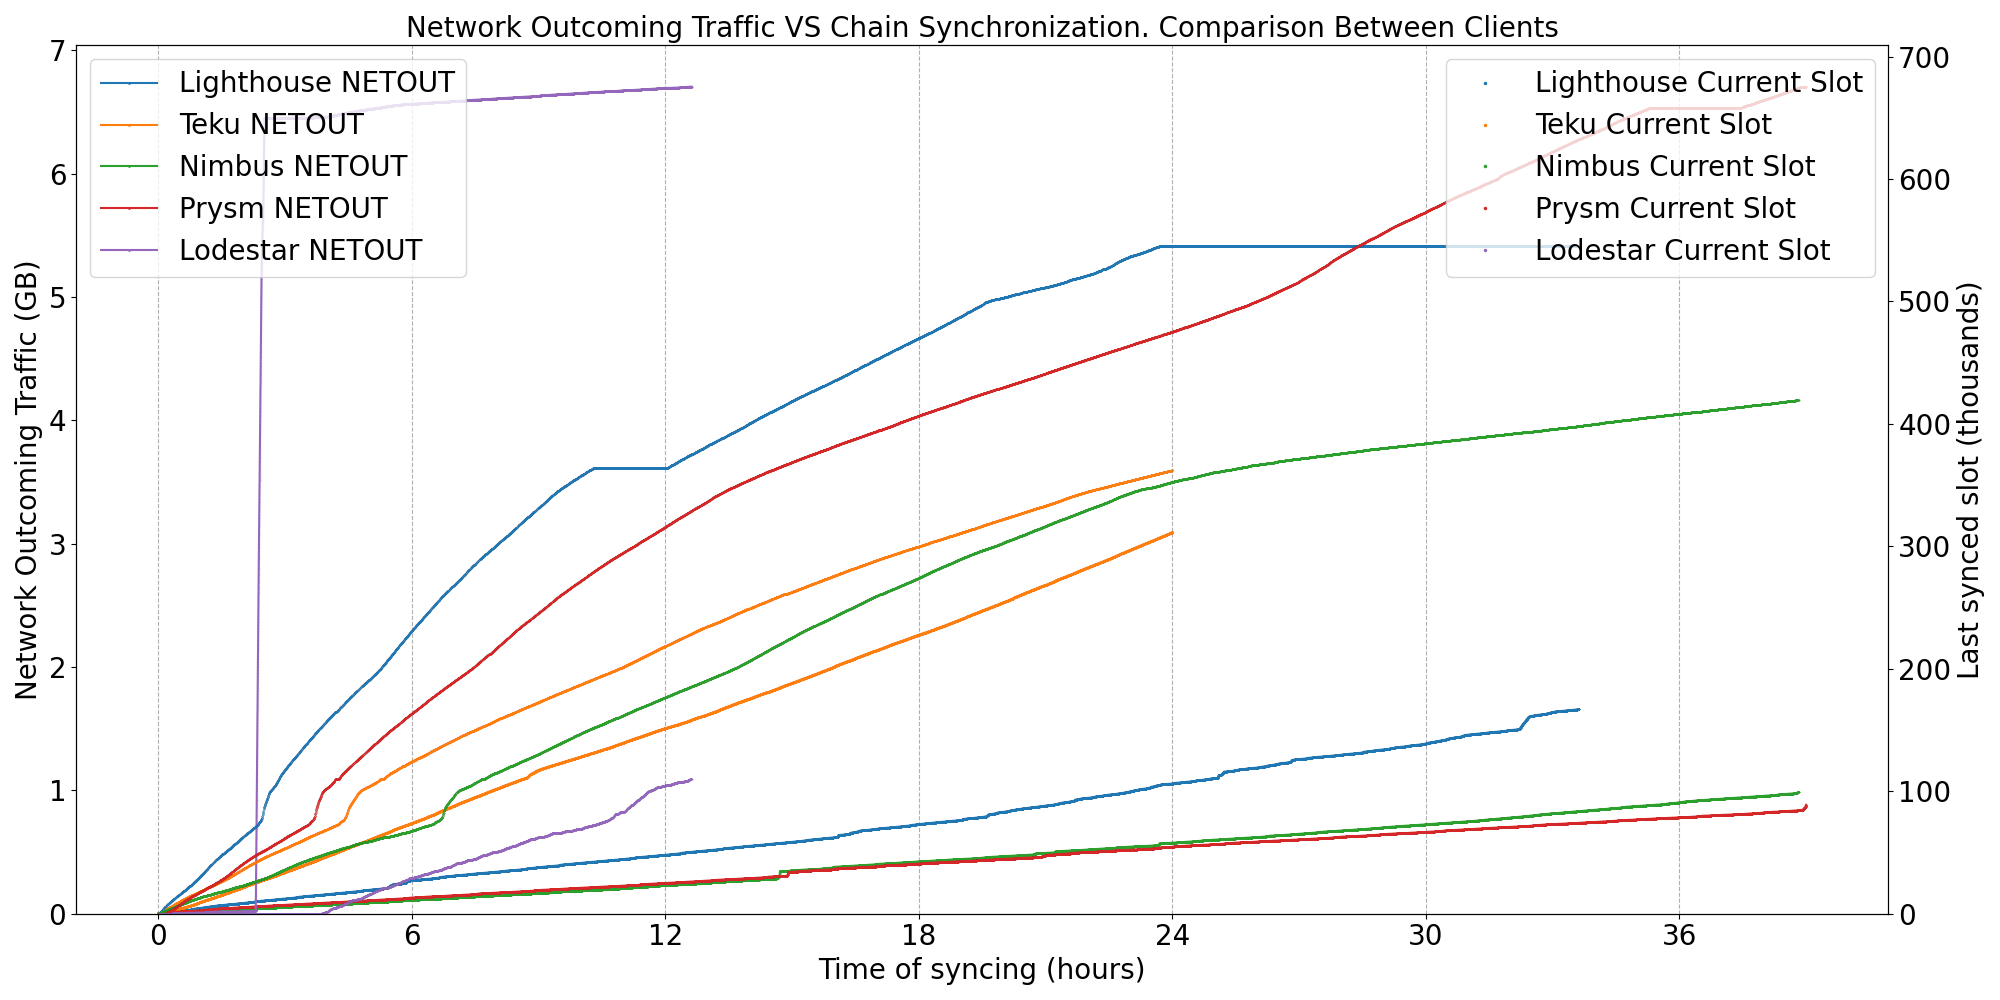 Network Outcoming Traffic VS Chain Synchronization. Comparison Between Clients
Network Outcoming Traffic (GB)
7
6
5
4
3
2
1
0
Lighthouse NETOUT
Teku NETOUT
Nimbus NETOUT
Prysm NETOUT
Lodestar NETOUT
Lighthouse Current Slot
Teku Current Slot
Nimbus Current Slot
Prysm Current Slot
Lodestar Current Slot
700
600
500
400
300
200
100
0
Last synced slot (thousands)
0 6 12 18 24 30 36
Time of syncing (hours)